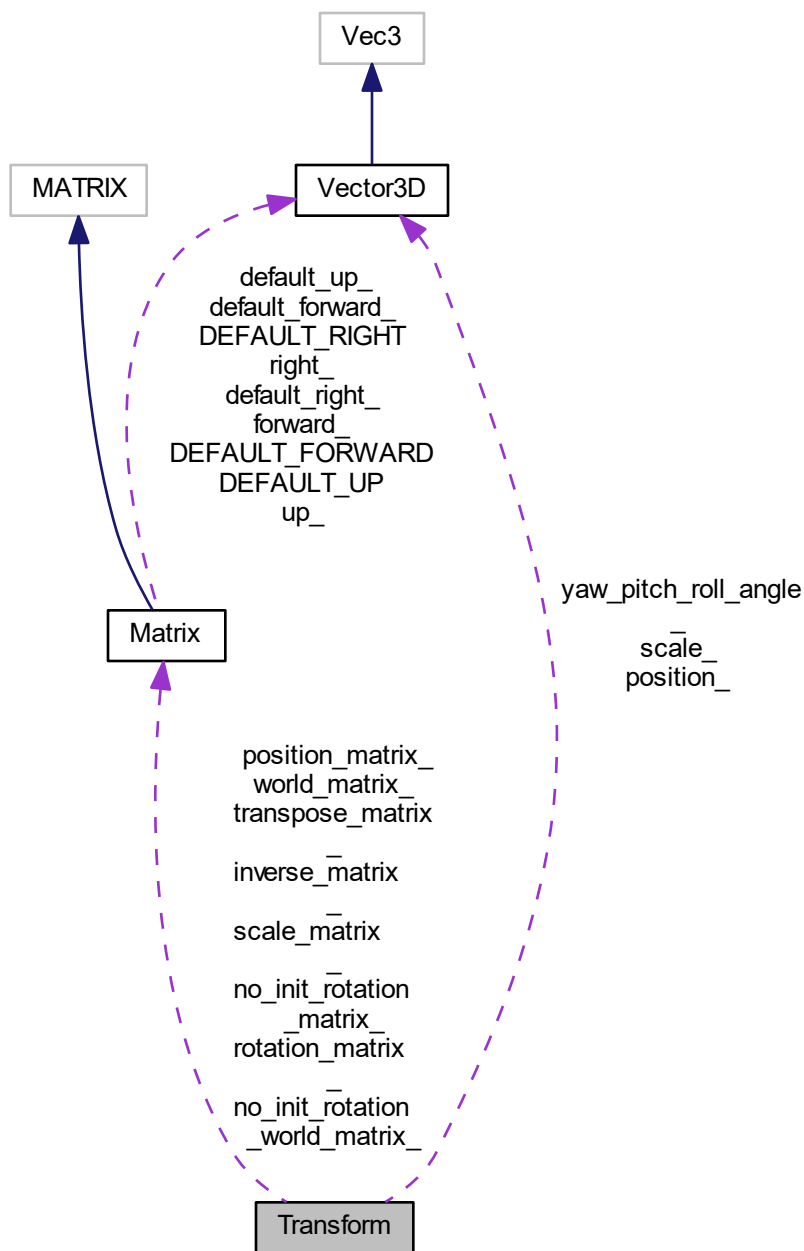 Vec3
MATRIX
Vector3D
default_up_
default_forward_
DEFAULT_RIGHT
right_
default_right_
forward_
DEFAULT_FORWARD
DEFAULT_UP
up_
yaw_pitch_roll_angle
_
scale_
position_
Matrix
position_matrix_
world_matrix_
transpose_matrix
_
inverse_matrix
_
scale_matrix
_
no_init_rotation
_matrix_
rotation_matrix
_
no_init_rotation
_world_matrix_
Transform